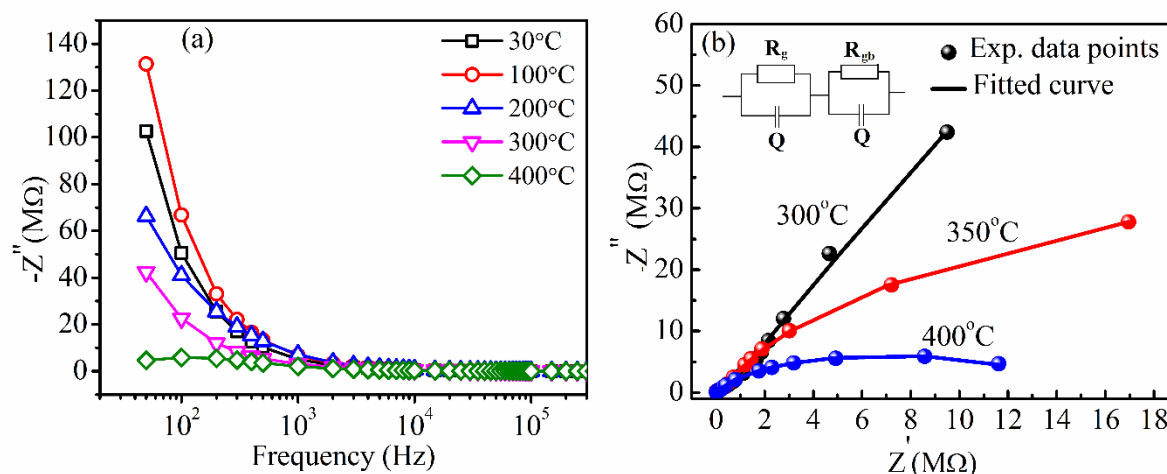 (a)
30°C
100°C
200°C
300°C
400°C
140
120
100
80
60
40
20
0
-Z" (MΩ)
10²
10³
10⁴
10⁵
Frequency (Hz)
(b)
Rg
Rgb
Q
Q
Exp. data points
Fitted curve
300°C
350°C
400°C
60
50
40
30
20
10
0
-Z" (MΩ)
0 2 4 6 8 10 12 14 16 18
Z' (MΩ)